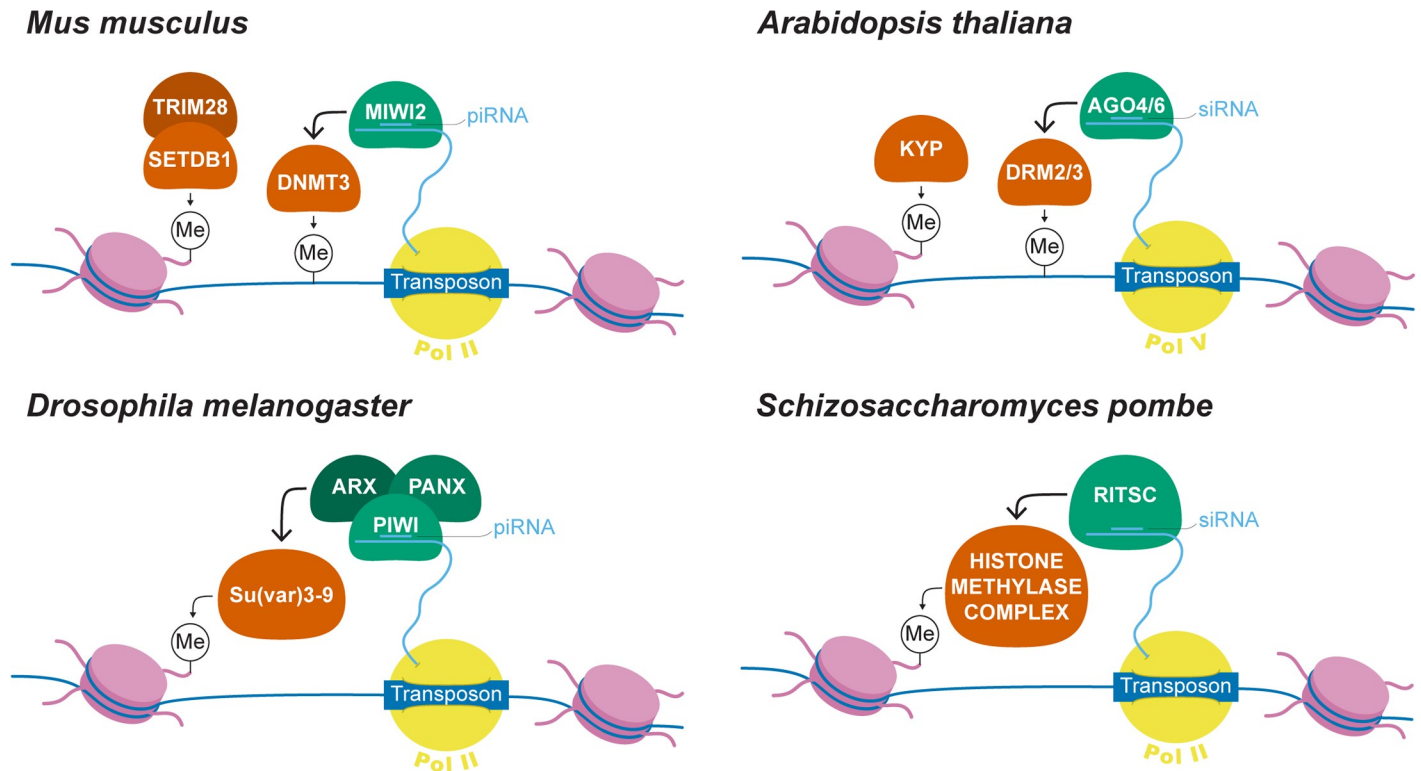 Mus musculus
TRIM28
SETDB1
Me
DNMT3
Me
MIWI2
piRNA
Transposon
Pol II
Arabidopsis thaliana
KYP
Me
DRM2/3
Me
AGO4/6
siRNA
Transposon
Pol V
Drosophila melanogaster
ARX
PANX
PIWI
piRNA
Su(var)3-9
Me
Transposon
Pol II
Schizosaccharomyces pombe
RITSC
siRNA
HISTONE
METHYLASE
COMPLEX
Me
Transposon
Pol II